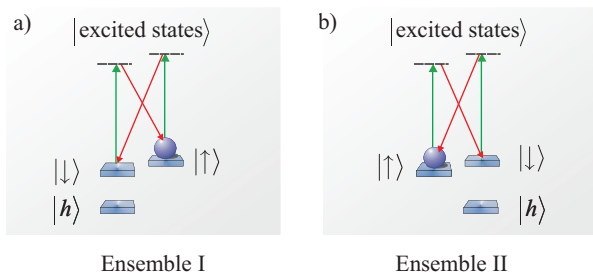 a)
|excited states⟩
|↓⟩
|↑⟩
|h⟩
Ensemble I
b)
|excited states⟩
|↑⟩
|↓⟩
|h⟩
Ensemble II